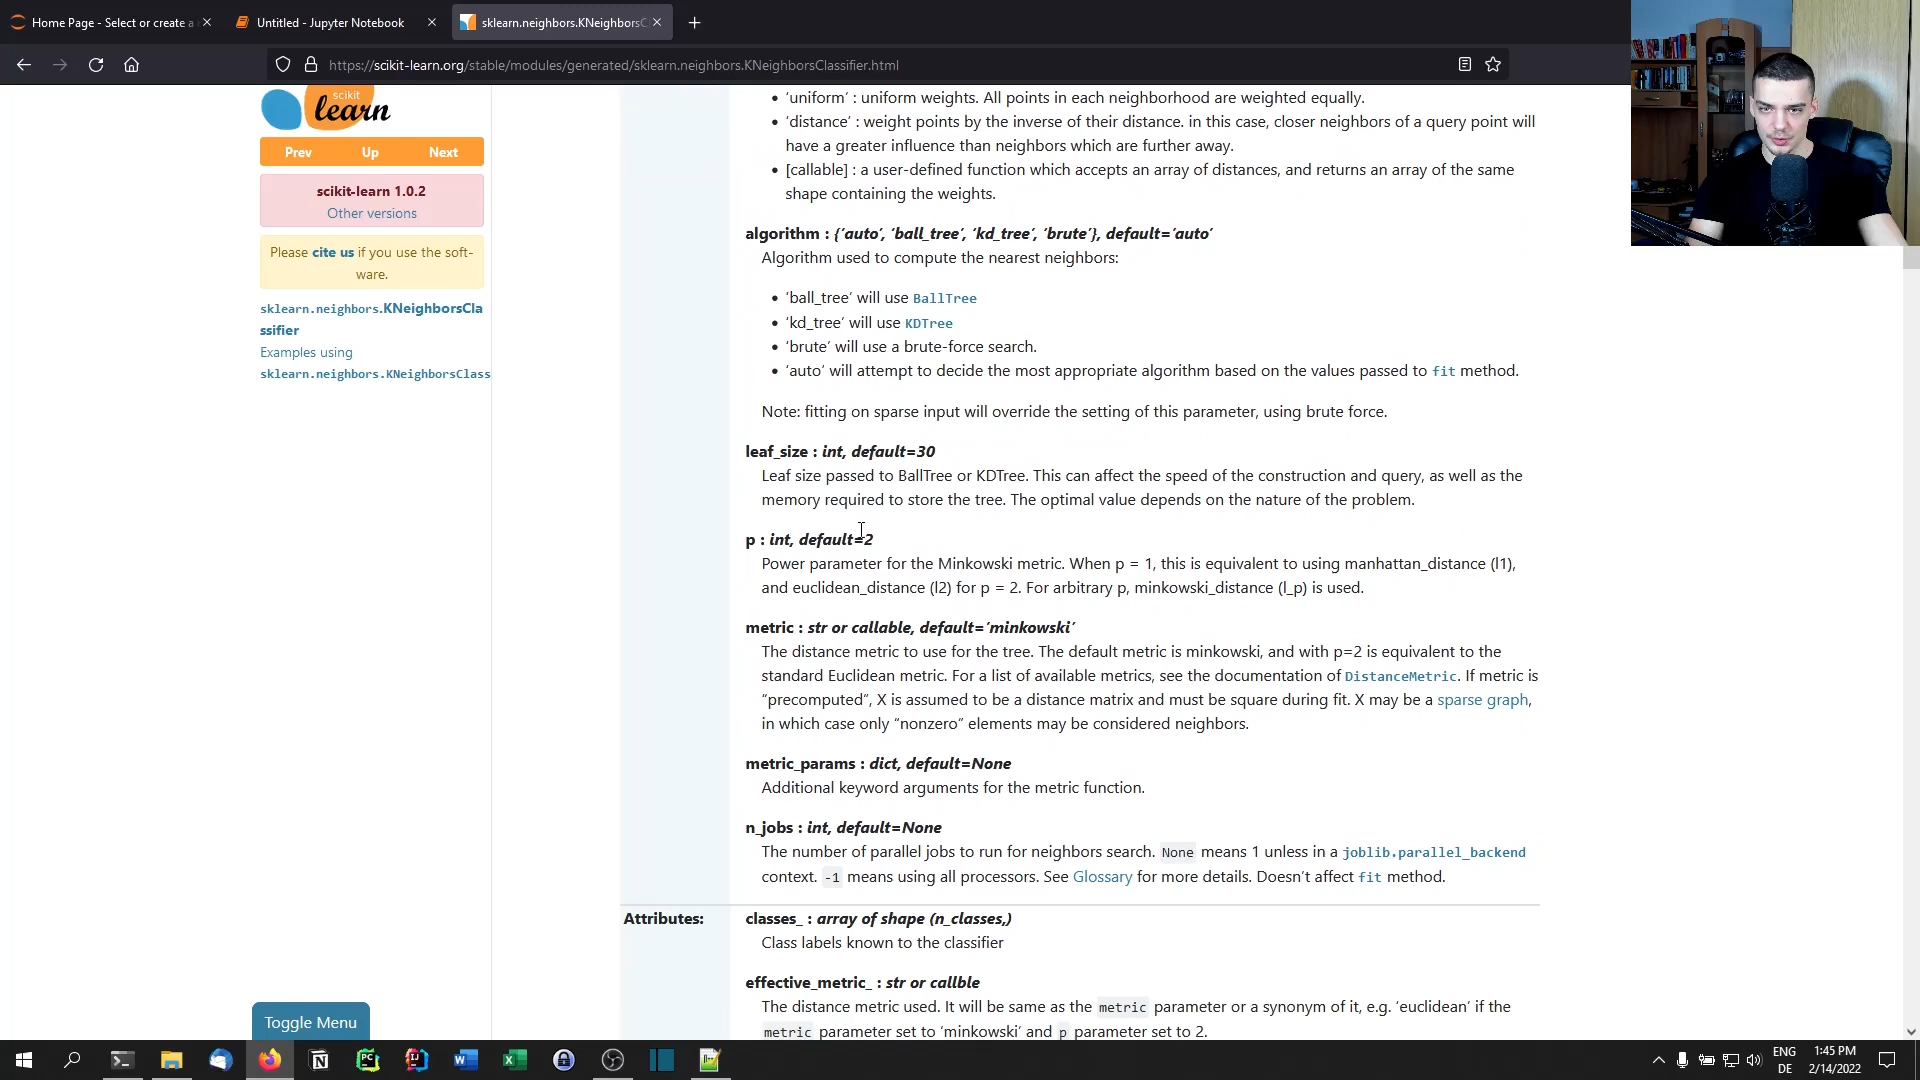 Home Page - Select or create a
Untitled - Jupyter Notebook
sklearn.neighbors.KNeighborsC
https://scikit-learn.org/stable/modules/generated/sklearn.neighbors.KNeighborsClassifier.html
scikit
learn
Prev
Up
Next
scikit-learn 1.0.2
Other versions
Please cite us if you use the soft-
ware.
sklearn.neighbors.KNeighborsCla
ssifier
Examples using
sklearn.neighbors.KNeighborsClass
Toggle Menu
• ‘uniform’ : uniform weights. All points in each neighborhood are weighted equally.
• ‘distance’ : weight points by the inverse of their distance. in this case, closer neighbors of a query point will
have a greater influence than neighbors which are further away.
• [callable] : a user-defined function which accepts an array of distances, and returns an array of the same
shape containing the weights.
algorithm : {‘auto’, ‘ball_tree’, ‘kd_tree’, ‘brute’}, default=‘auto’
Algorithm used to compute the nearest neighbors:
• ‘ball_tree’ will use BallTree
• ‘kd_tree’ will use KDTree
• ‘brute’ will use a brute-force search.
• ‘auto’ will attempt to decide the most appropriate algorithm based on the values passed to fit method.
Note: fitting on sparse input will override the setting of this parameter, using brute force.
leaf_size : int, default=30
Leaf size passed to BallTree or KDTree. This can affect the speed of the construction and query, as well as the
memory required to store the tree. The optimal value depends on the nature of the problem.
p : int, default=2
Power parameter for the Minkowski metric. When p = 1, this is equivalent to using manhattan_distance (l1),
and euclidean_distance (l2) for p = 2. For arbitrary p, minkowski_distance (l_p) is used.
metric : str or callable, default=‘minkowski’
The distance metric to use for the tree. The default metric is minkowski, and with p=2 is equivalent to the
standard Euclidean metric. For a list of available metrics, see the documentation of DistanceMetric. If metric is
“precomputed”, X is assumed to be a distance matrix and must be square during fit. X may be a sparse graph,
in which case only “nonzero” elements may be considered neighbors.
metric_params : dict, default=None
Additional keyword arguments for the metric function.
n_jobs : int, default=None
The number of parallel jobs to run for neighbors search. None means 1 unless in a joblib.parallel_backend
context. -1 means using all processors. See Glossary for more details. Doesn’t affect fit method.
Attributes:
classes_ : array of shape (n_classes,)
Class labels known to the classifier
effective_metric_ : str or callble
The distance metric used. It will be same as the metric parameter or a synonym of it, e.g. ‘euclidean’ if the
metric parameter set to ‘minkowski’ and p parameter set to 2.
ENG
DE
1:45 PM
2/14/2022